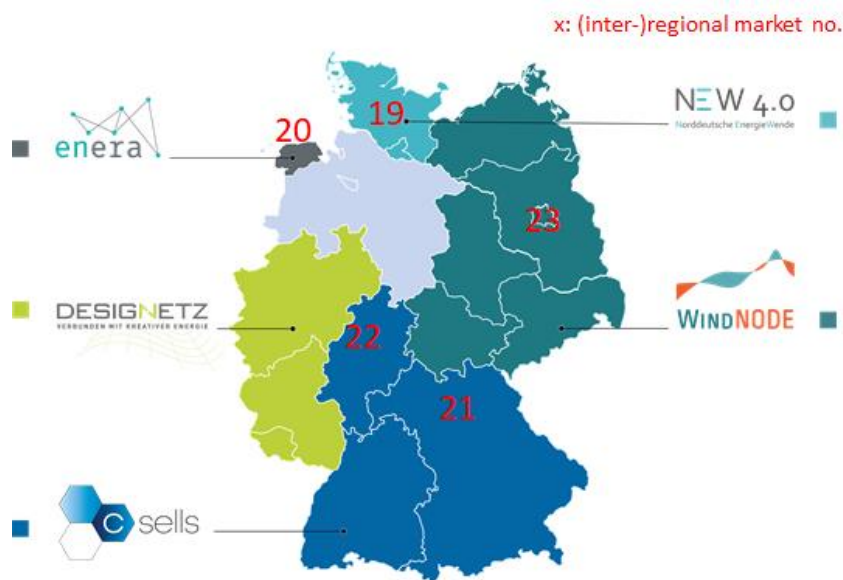 x: (inter-)regional market no.
19
20
enera
NEW 4.0
Norddeutsche EnergieWende
23
DESIGNETZ
VERBUNDEN MIT KREATIVER ENERGIE
WINDNODE
22
21
C sells